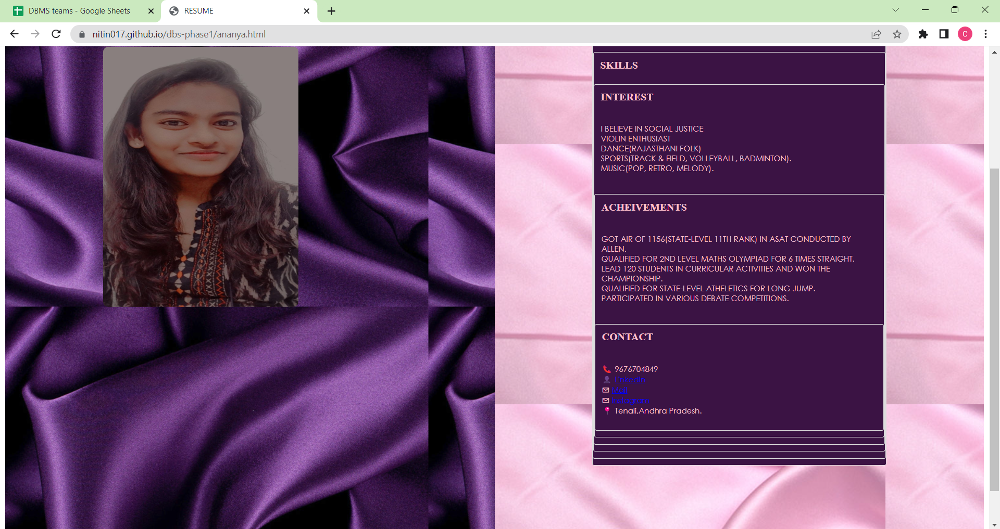 DBMS teams - Google Sheets
RESUME
nitin017.github.io/dbs-phase1/ananya.html
C
SKILLS
INTEREST
I BELIEVE IN SOCIAL JUSTICE
VIOLIN ENTHUSIAST
DANCE(RAJASTHANI FOLK)
SPORTS(TRACK & FIELD, VOLLEYBALL, BADMINTON).
MUSIC(POP, RETRO, MELODY).
ACHEIVEMENTS
GOT AIR OF 1156(STATE-LEVEL 11TH RANK) IN ASAT CONDUCTED BY
ALLEN.
QUALIFIED FOR 2ND LEVEL MATHS OLYMPIAD FOR 6 TIMES STRAIGHT.
LEAD 120 STUDENTS IN CURRICULAR ACTIVITIES AND WON THE
CHAMPIONSHIP.
QUALIFIED FOR STATE-LEVEL ATHELETICS FOR LONG JUMP.
PARTICIPATED IN VARIOUS DEBATE COMPETITIONS.
CONTACT
9676704849
LinkedIn
Mail
Instagram
Tenali,Andhra Pradesh.